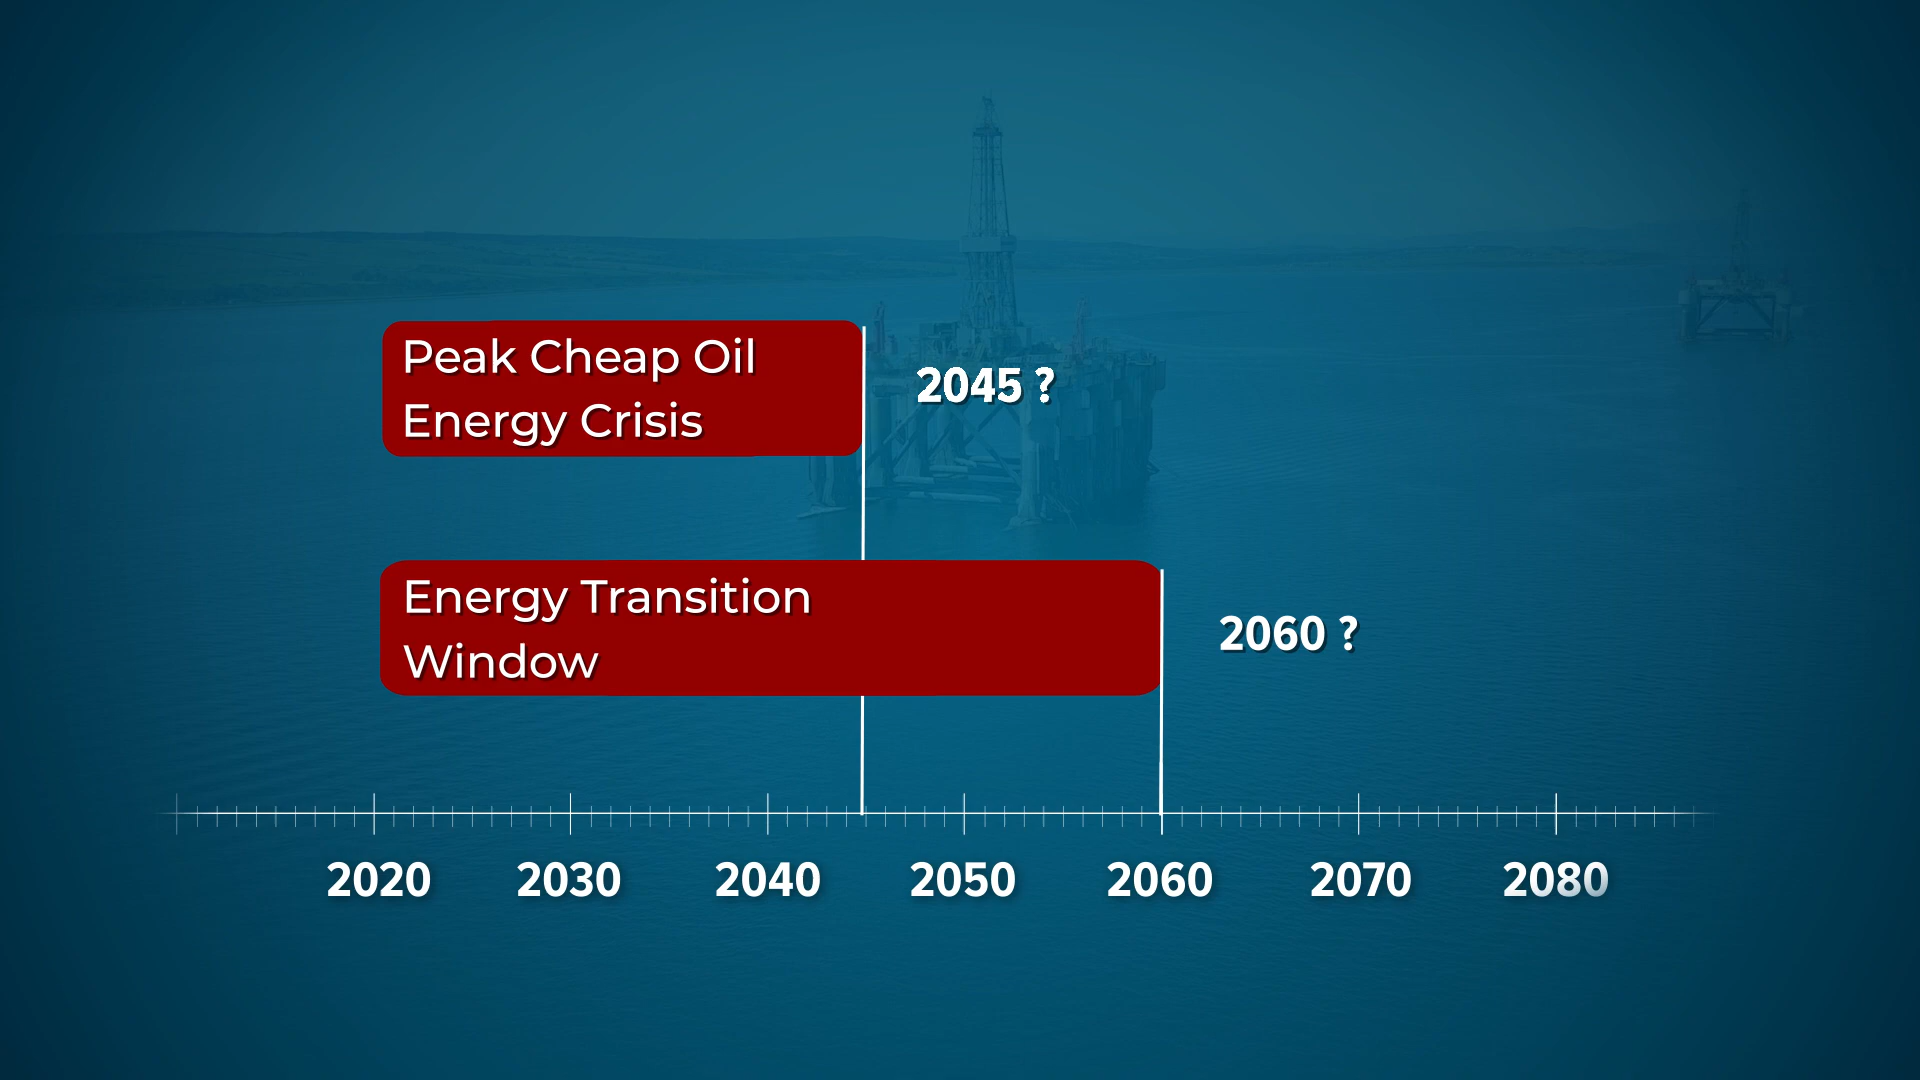 Peak Cheap Oil
Energy Crisis
2045 ?
Energy Transition
Window
2060 ?
2020 2030 2040 2050 2060 2070 2080